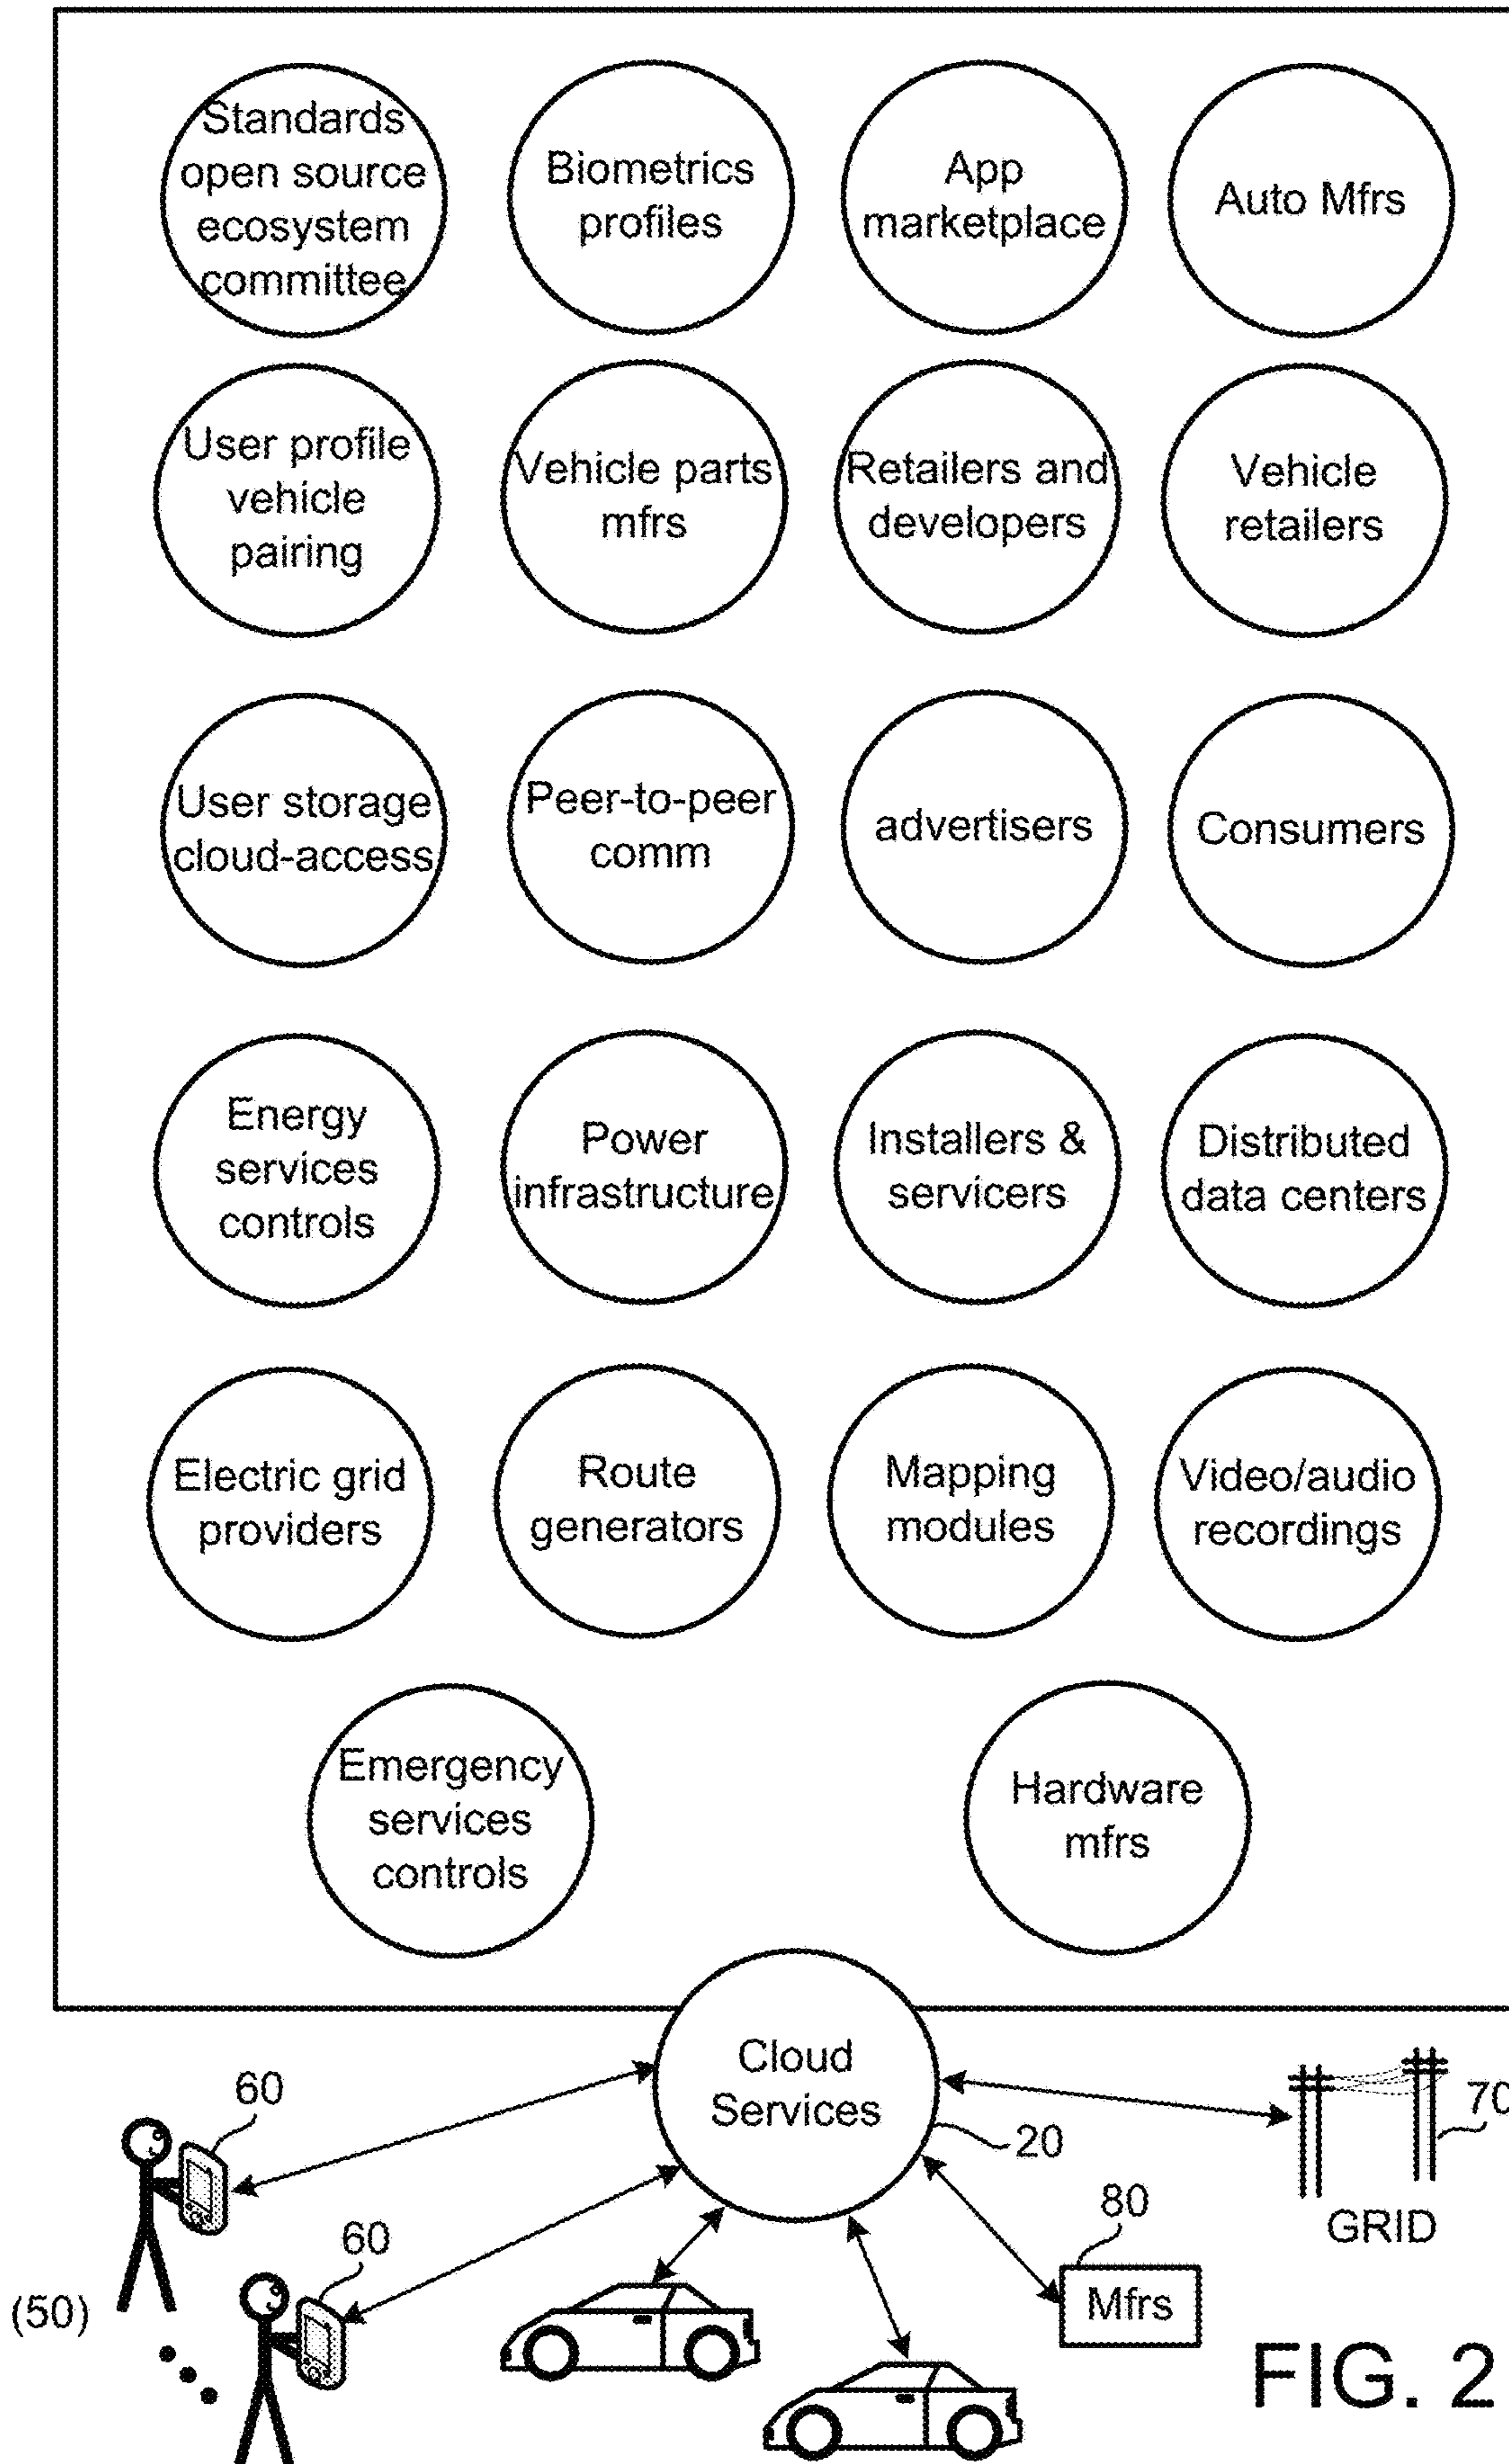 Standards
open source
ecosystem
committee
Biometrics
profiles
App
marketplace
Auto Mfrs
User profile
vehicle
pairing
Vehicle parts
mfrs
Retailers and
developers
Vehicle
retailers
User storage
cloud-access
Peer-to-peer
comm
advertisers
Consumers
Energy
services
controls
Power
infrastructure
Installers &
servicers
Distributed
data centers
Electric grid
providers
Route
generators
Mapping
modules
Video/audio
recordings
Emergency
services
controls
Hardware
mfrs
Cloud
Services
20
60
60
(50)
70
GRID
80
Mfrs
FIG. 2